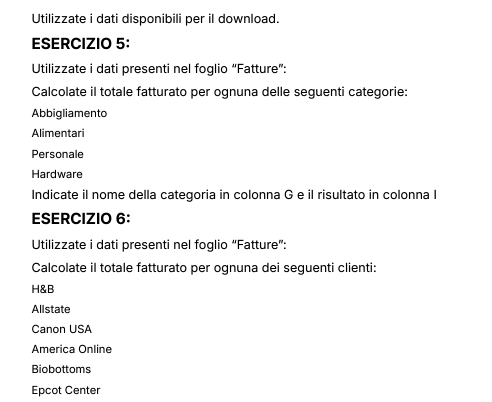 Utilizzate i dati disponibili per il download.
ESERCIZIO 5:
Utilizzate i dati presenti nel foglio “Fatture”:
Calcolate il totale fatturato per ognuna delle seguenti categorie:
Abbigliamento
Alimentari
Personale
Hardware
Indicate il nome della categoria in colonna G e il risultato in colonna I
ESERCIZIO 6:
Utilizzate i dati presenti nel foglio “Fatture”:
Calcolate il totale fatturato per ognuna dei seguenti clienti:
H&B
Allstate
Canon USA
America Online
Biobottoms
Epcot Center